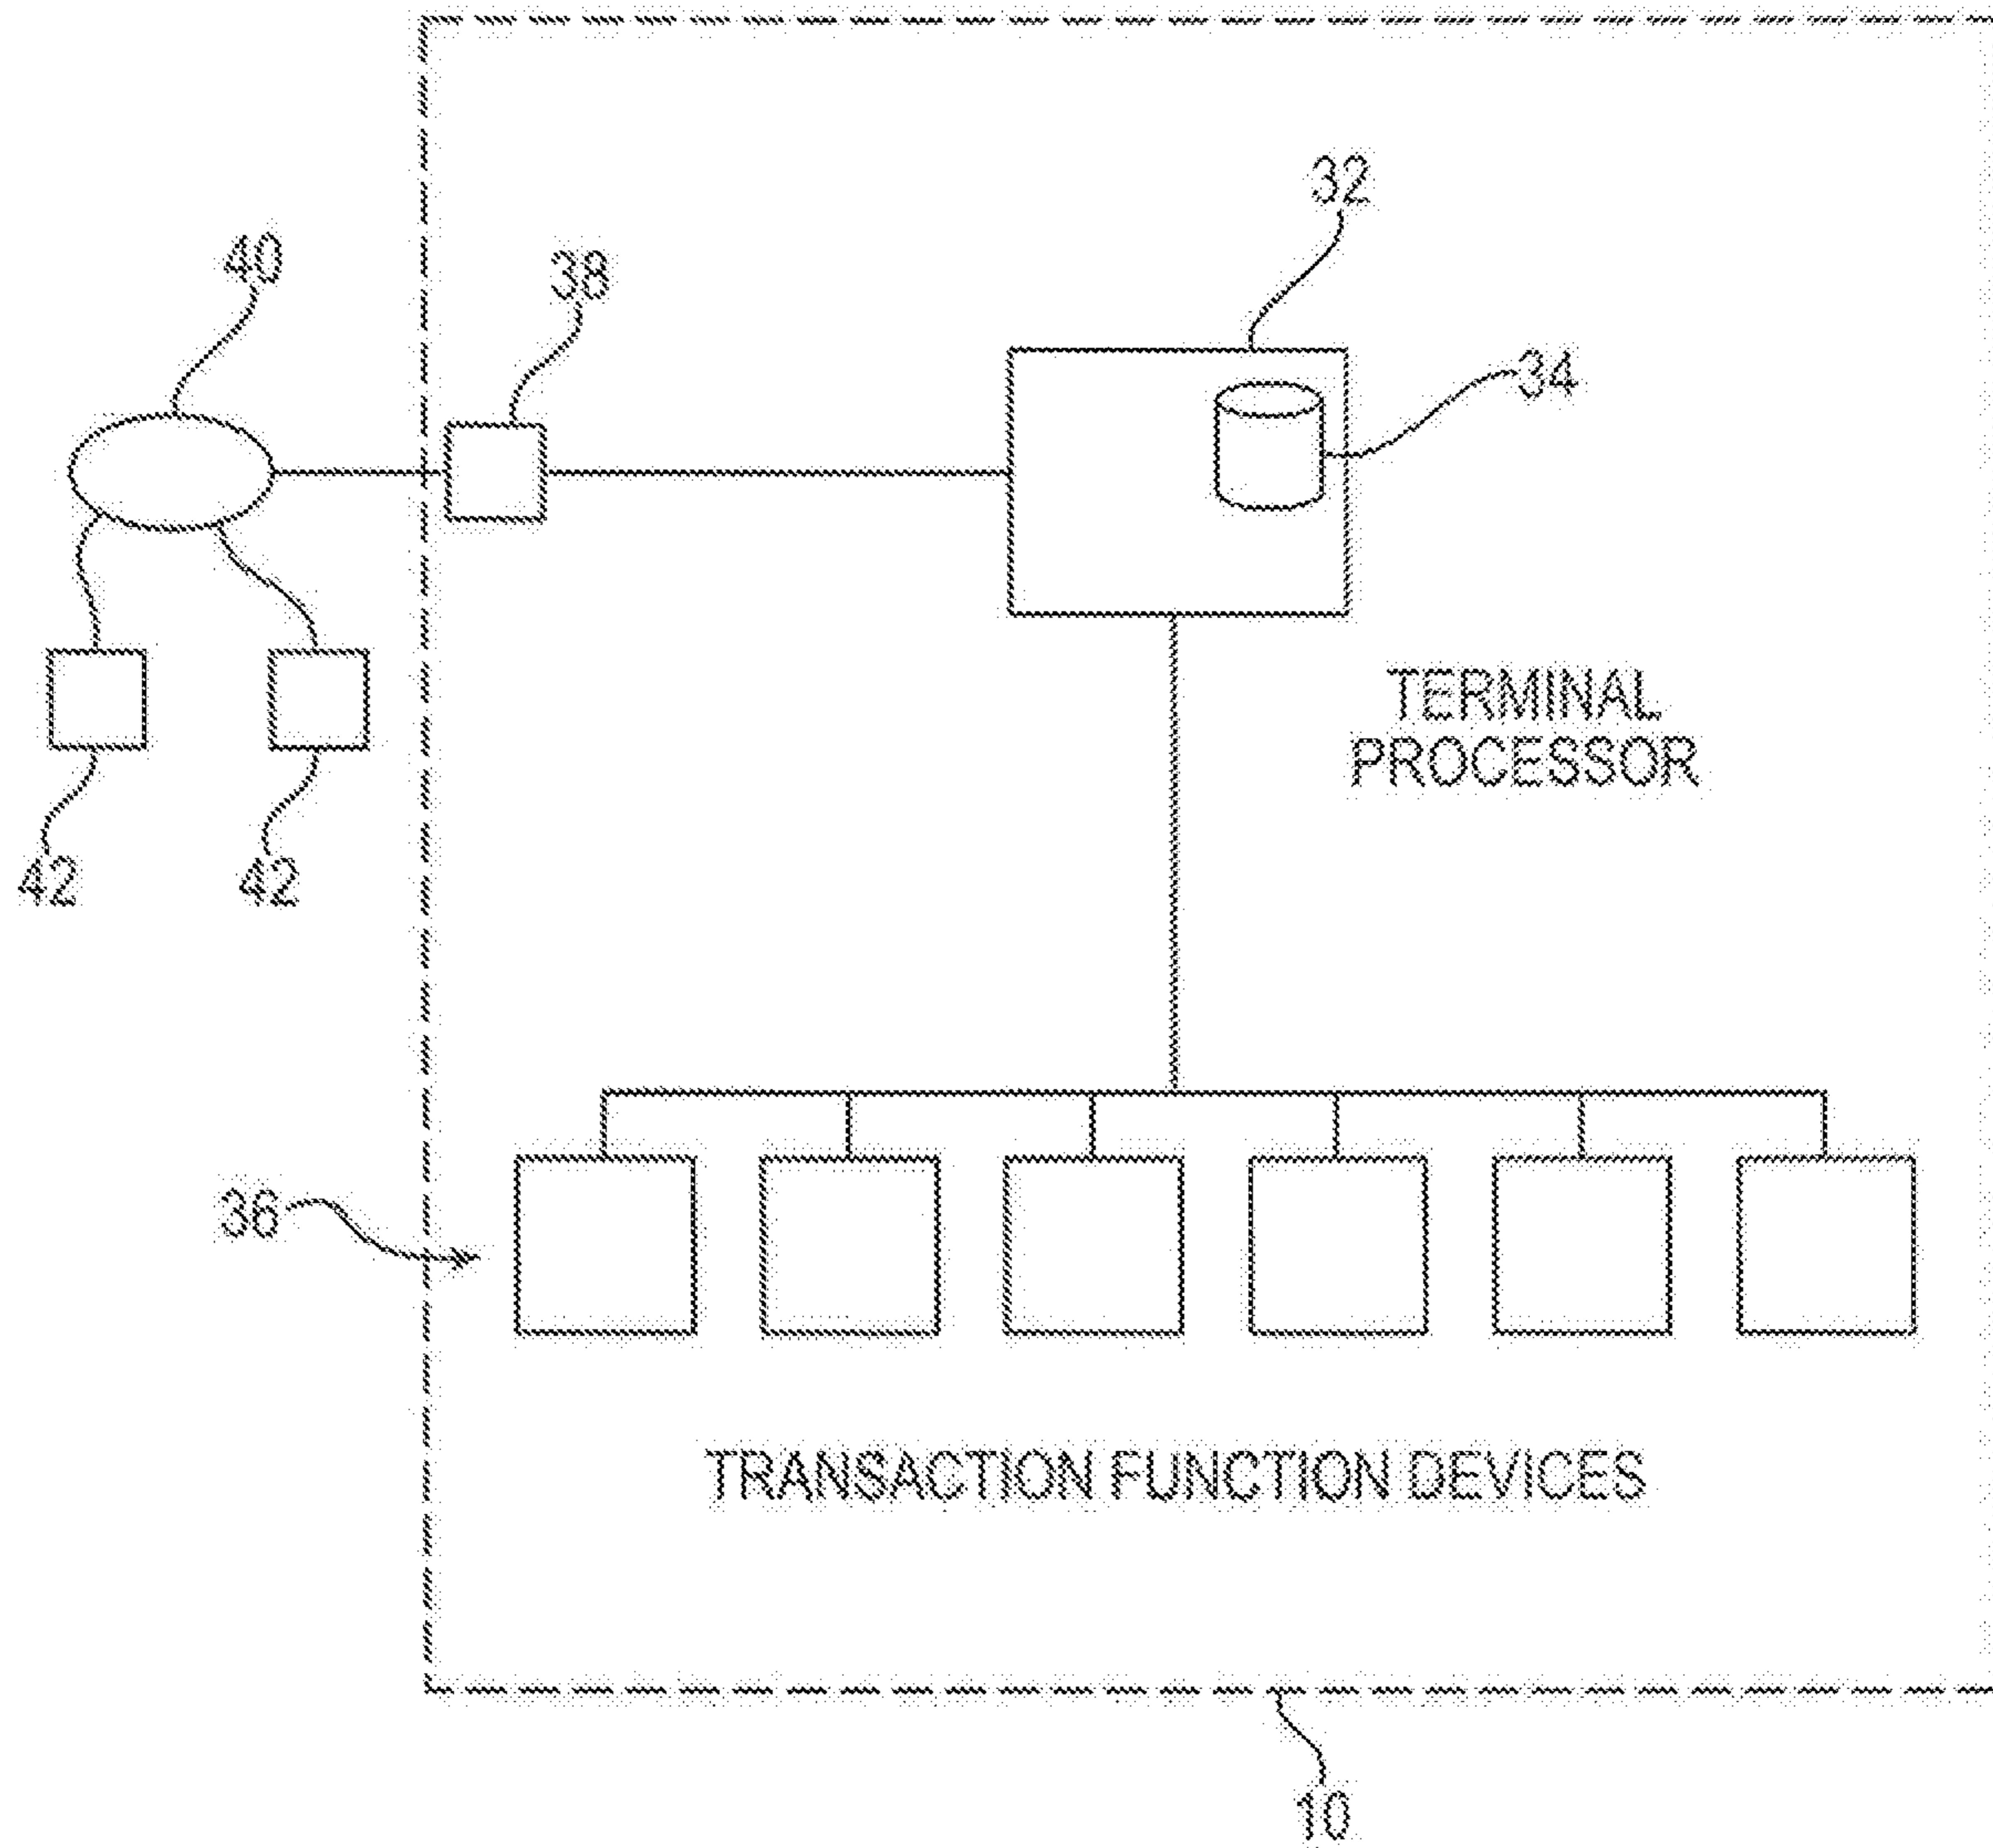 32
40
38
34
TERMINAL
PROCESSOR
42
42
36
TRANSACTION FUNCTION DEVICES
10